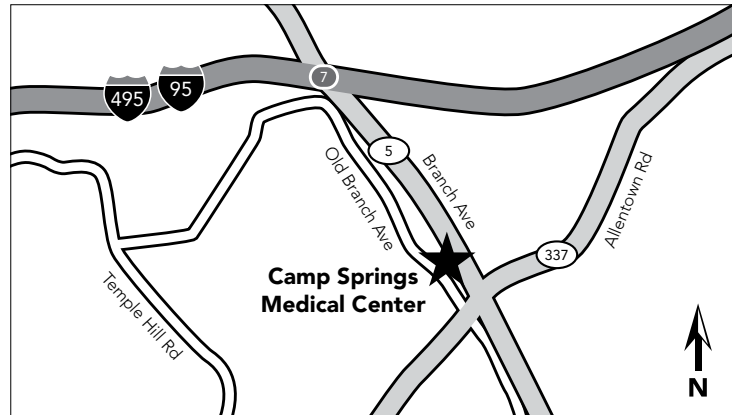 7
495
95
5
Branch Ave
Old Branch Ave
Allentown Rd
337
Camp Springs
Medical Center
Temple Hill Rd
N